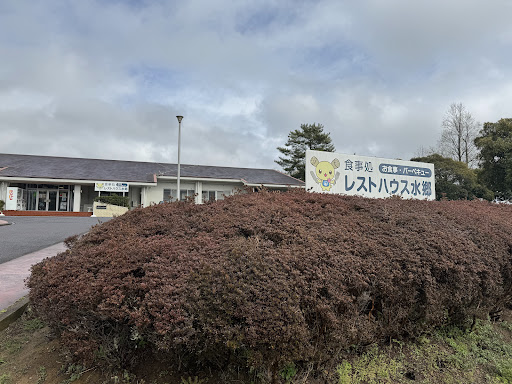 食事処 お食事・バーベキュー
レストハウス水郷